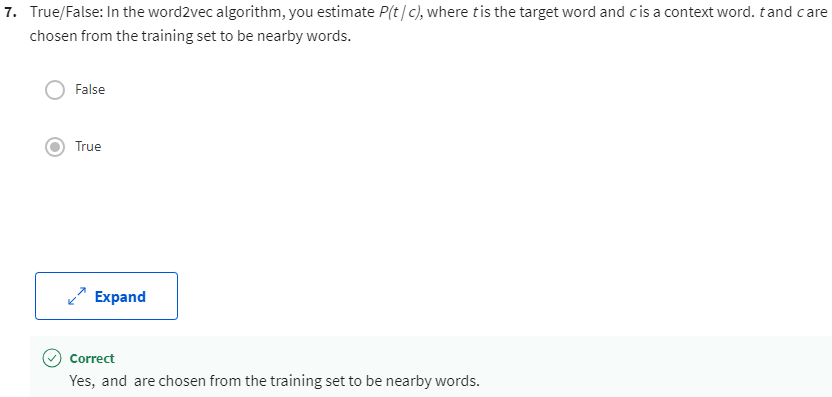 7. True/False: In the word2vec algorithm, you estimate P(t | c), where t is the target word and c is a context word. t and c are
chosen from the training set to be nearby words.
False
True
Expand
Correct
Yes, and are chosen from the training set to be nearby words.